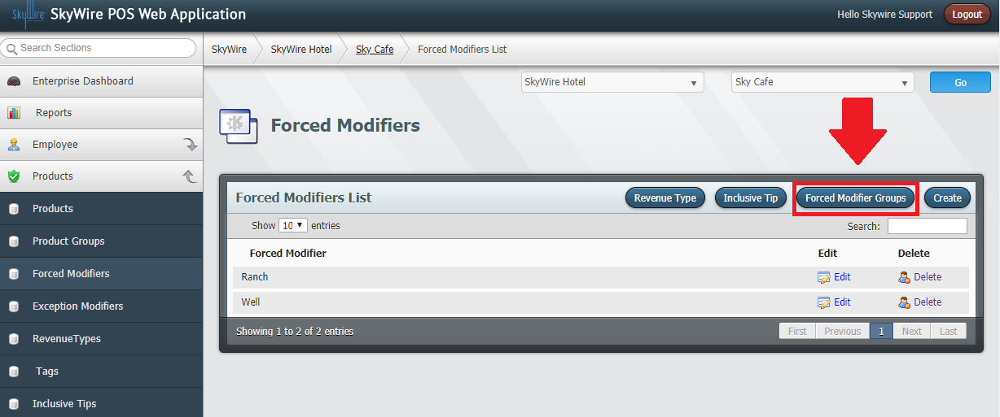 SkyWire SkyWire POS Web Application
Hello Skywire Support Logout
Search Sections
SkyWire SkyWire Hotel Sky Cafe Forced Modifiers List
Enterprise Dashboard
SkyWire Hotel Sky Cafe Go
Reports
Forced Modifiers
Employee
Products
Forced Modifiers List Revenue Type Inclusive Tip Forced Modifier Groups Create
Products
Show 10 entries Search:
Product Groups
Forced Modifier Edit Delete
Forced Modifiers
Ranch Edit Delete
Exception Modifiers
Well Edit Delete
RevenueTypes
Showing 1 to 2 of 2 entries First Previous 1 Next Last
Tags
Inclusive Tips